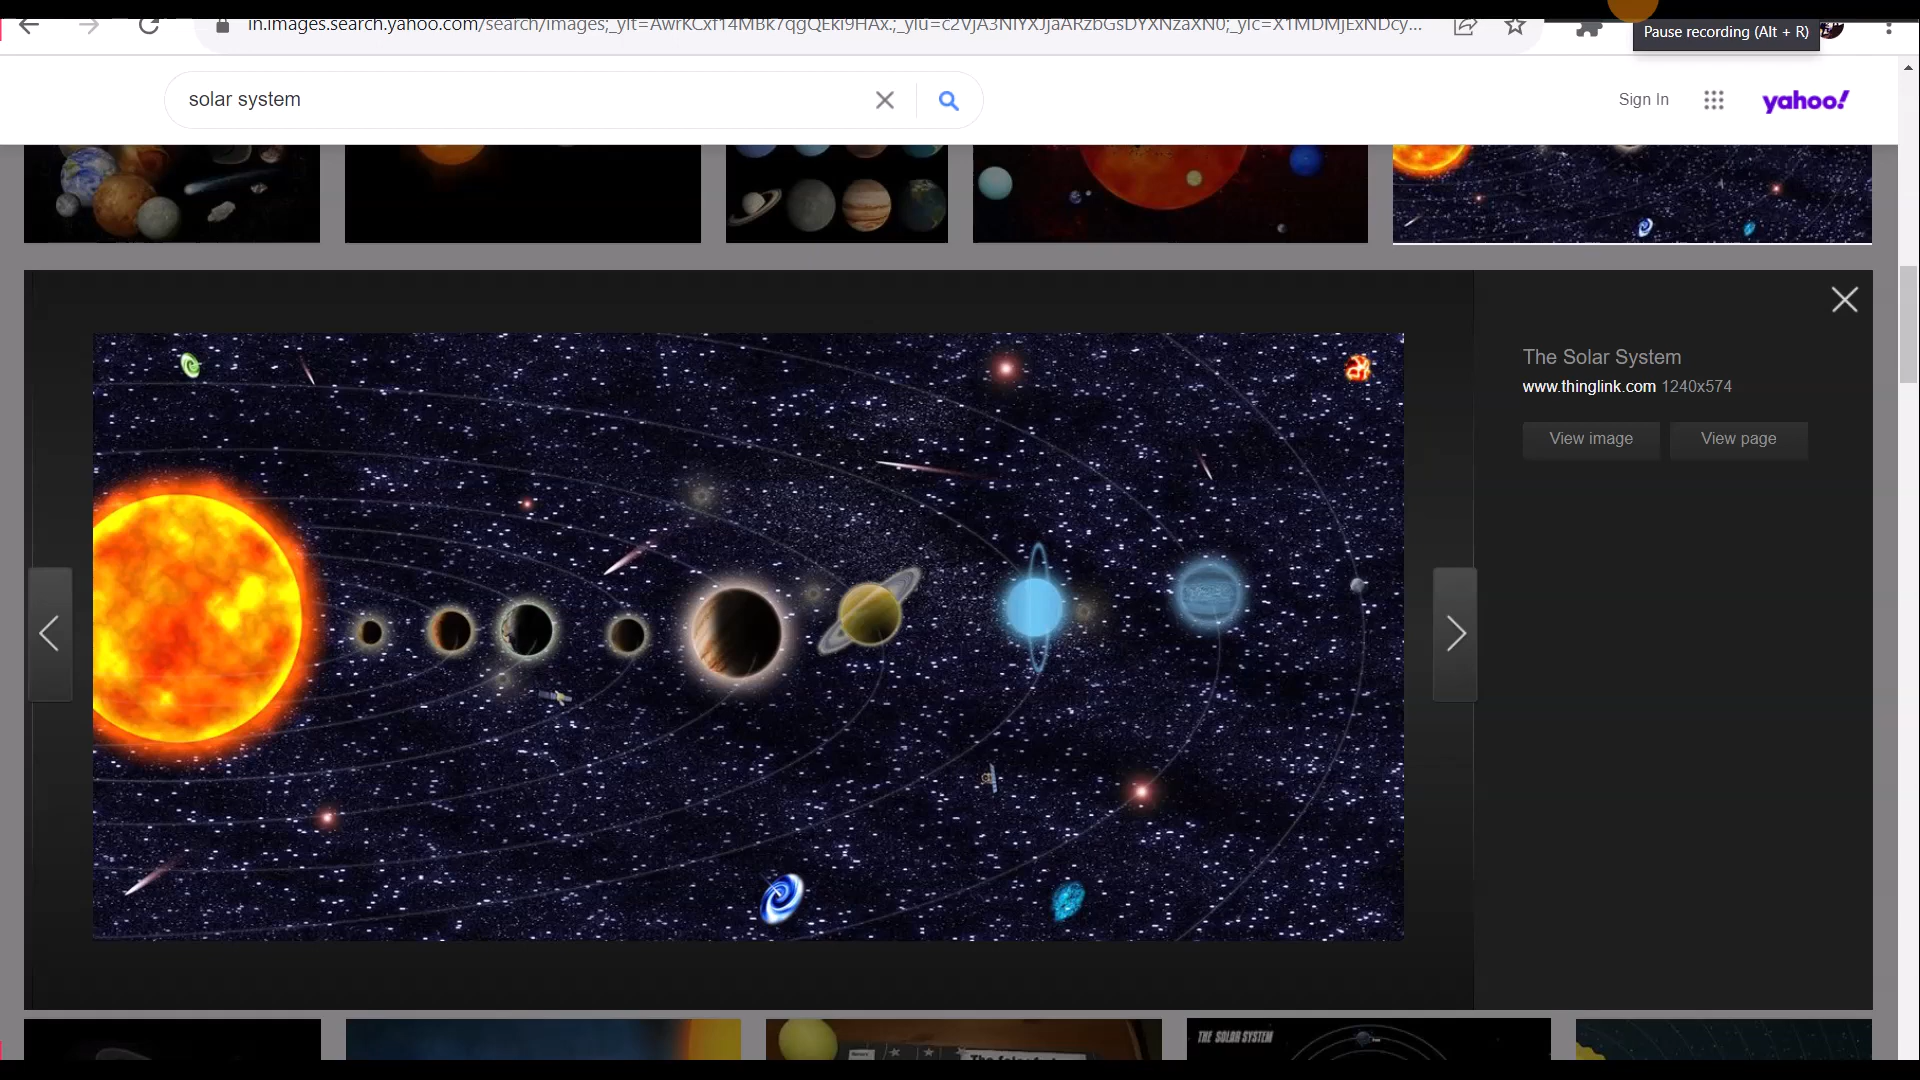 in.images.search.yahoo.com/search/images;_ylt=AwrKCxf14MBk7qgQEkI9HAx.;_ylu=c2VjA3NlYXJjaARzbGsDYXNzaXN0;_ylc=X1MDMjExNDcy...
Pause recording (Alt + R)
solar system
Sign In
yahoo!
The Solar System
www.thinglink.com 1240x574
View image
View page
THE SOLAR SYSTEM